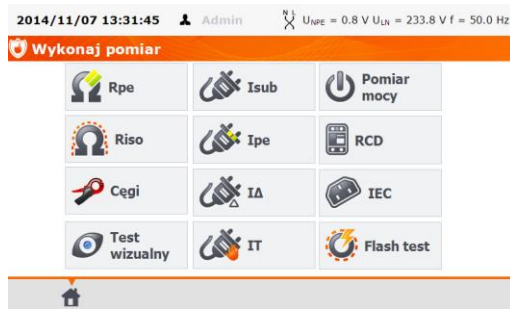 2014/11/07 13:31:45 Admin N L U_NPE = 0.8 V U_LN = 233.8 V f = 50.0 Hz
Wykonaj pomiar
Rpe Isub Pomiar mocy
Riso Ipe RCD
Cęgi IΔ IEC
Test wizualny IT Flash test